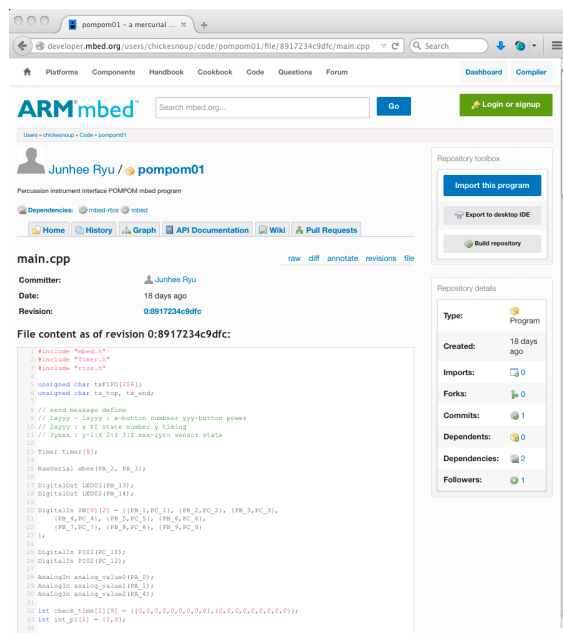 pompom01 – a mercurial ...
developer.mbed.org/users/chickesnoup/code/pompom01/file/8917234c9dfc/main.cpp
Search
Platforms Components Handbook Cookbook Code Questions Forum Dashboard Compiler
ARM®mbed™
Search mbed.org...
Go
Login or signup
Users » chickesnoup » Code » pompom01
Junhee Ryu / pompom01
Percussion instrument interface POMPOM mbed program
Dependencies: mbed-rtos mbed
Home History Graph API Documentation Wiki Pull Requests
main.cpp
raw diff annotate revisions file
Committer: Junhee Ryu
Date: 18 days ago
Revision: 0:8917234c9dfc
File content as of revision 0:8917234c9dfc:
1 #include "mbed.h"
2 #include "Timer.h"
3 #include "rtos.h"
4
5 unsigned char txFIFO[256];
6 unsigned char tx_top, tx_end;
7
8 // send message define
9 // 1xyyy - 1xyyy : x-button numbeer yyy-button power
10 // 2xyyy : x PI state number y timing
11 // 3yxxx : y-1:X 2:Y 3:Z xxx-zyro sensor state
12
13 Timer timer[9];
14
15 RawSerial xbee(PA_2, PA_3);
16
17 DigitalOut LED01(PB_13);
18 DigitalOut LED02(PB_14);
19
20 DigitalIn SW[9][2] = {{PB_1,PC_1}, {PB_2,PC_2}, {PB_3,PC_3},
21 {PB_4,PC_4}, {PB_5,PC_5}, {PB_6,PC_6},
22 {PB_7,PC_7}, {PB_8,PC_8}, {PB_9,PC_9}
23 };
24
25 DigitalIn PI01(PC_10);
26 DigitalIn PI02(PC_12);
27
28 AnalogIn analog_value0(PA_0);
29 AnalogIn analog_value1(PA_1);
30 AnalogIn analog_value2(PA_4);
31
32 int check_time[2][9] = {{0,0,0,0,0,0,0,0,0},{0,0,0,0,0,0,0,0,0}};
33 int int_pi[2] = {0,0};
34
Repository toolbox
Import this program
Export to desktop IDE
Build repository
Repository details
Type: Program
Created: 18 days ago
Imports: 0
Forks: 0
Commits: 1
Dependents: 0
Dependencies: 2
Followers: 1